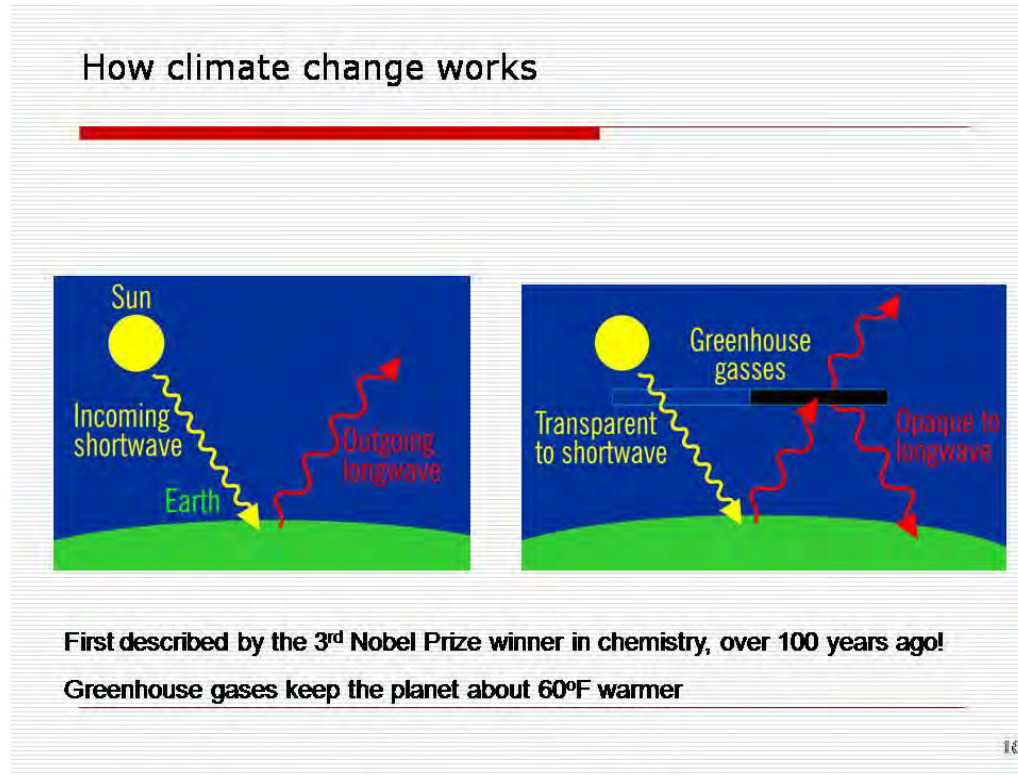 How climate change works
Sun
Incoming
shortwave
Outgoing
longwave
Earth
Greenhouse
gasses
Transparent
to shortwave
Opaque to
longwave
First described by the 3rd Nobel Prize winner in chemistry, over 100 years ago!
Greenhouse gases keep the planet about 60ºF warmer